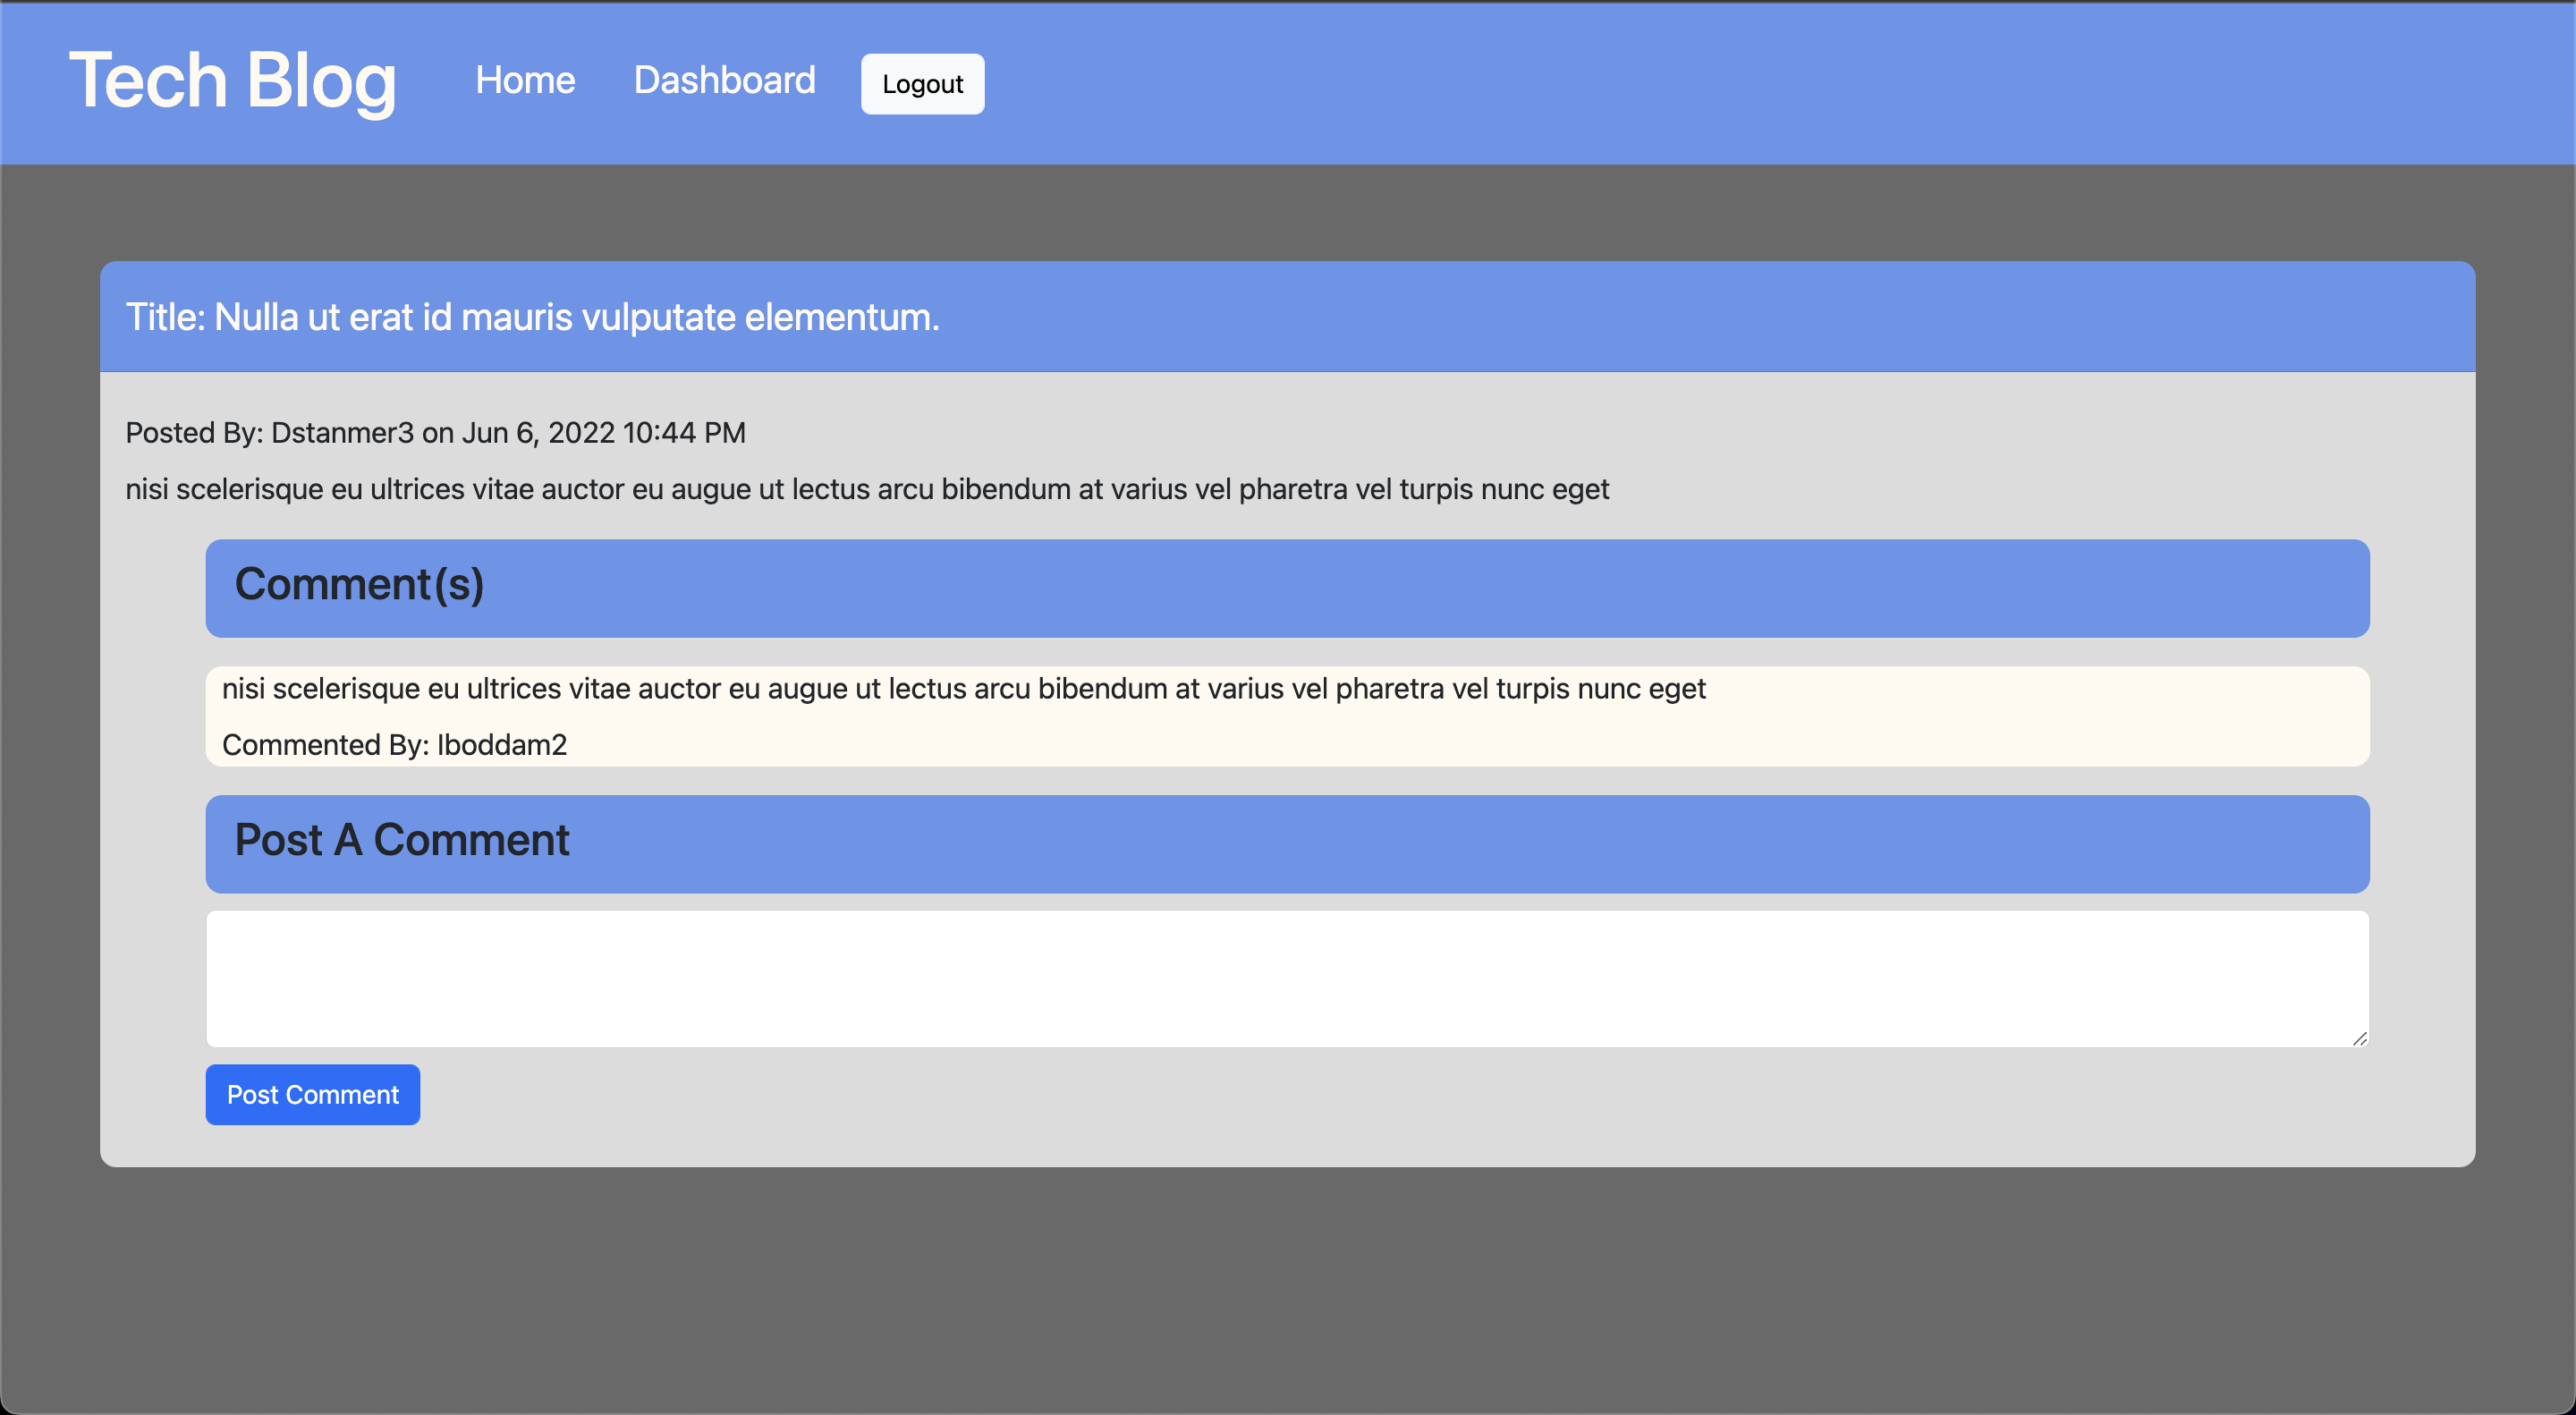 Tech Blog Home Dashboard Logout
Title: Nulla ut erat id mauris vulputate elementum.
Posted By: Dstanmer3 on Jun 6, 2022 10:44 PM
nisi scelerisque eu ultrices vitae auctor eu augue ut lectus arcu bibendum at varius vel pharetra vel turpis nunc eget
Comment(s)
nisi scelerisque eu ultrices vitae auctor eu augue ut lectus arcu bibendum at varius vel pharetra vel turpis nunc eget
Commented By: Iboddam2
Post A Comment
Post Comment